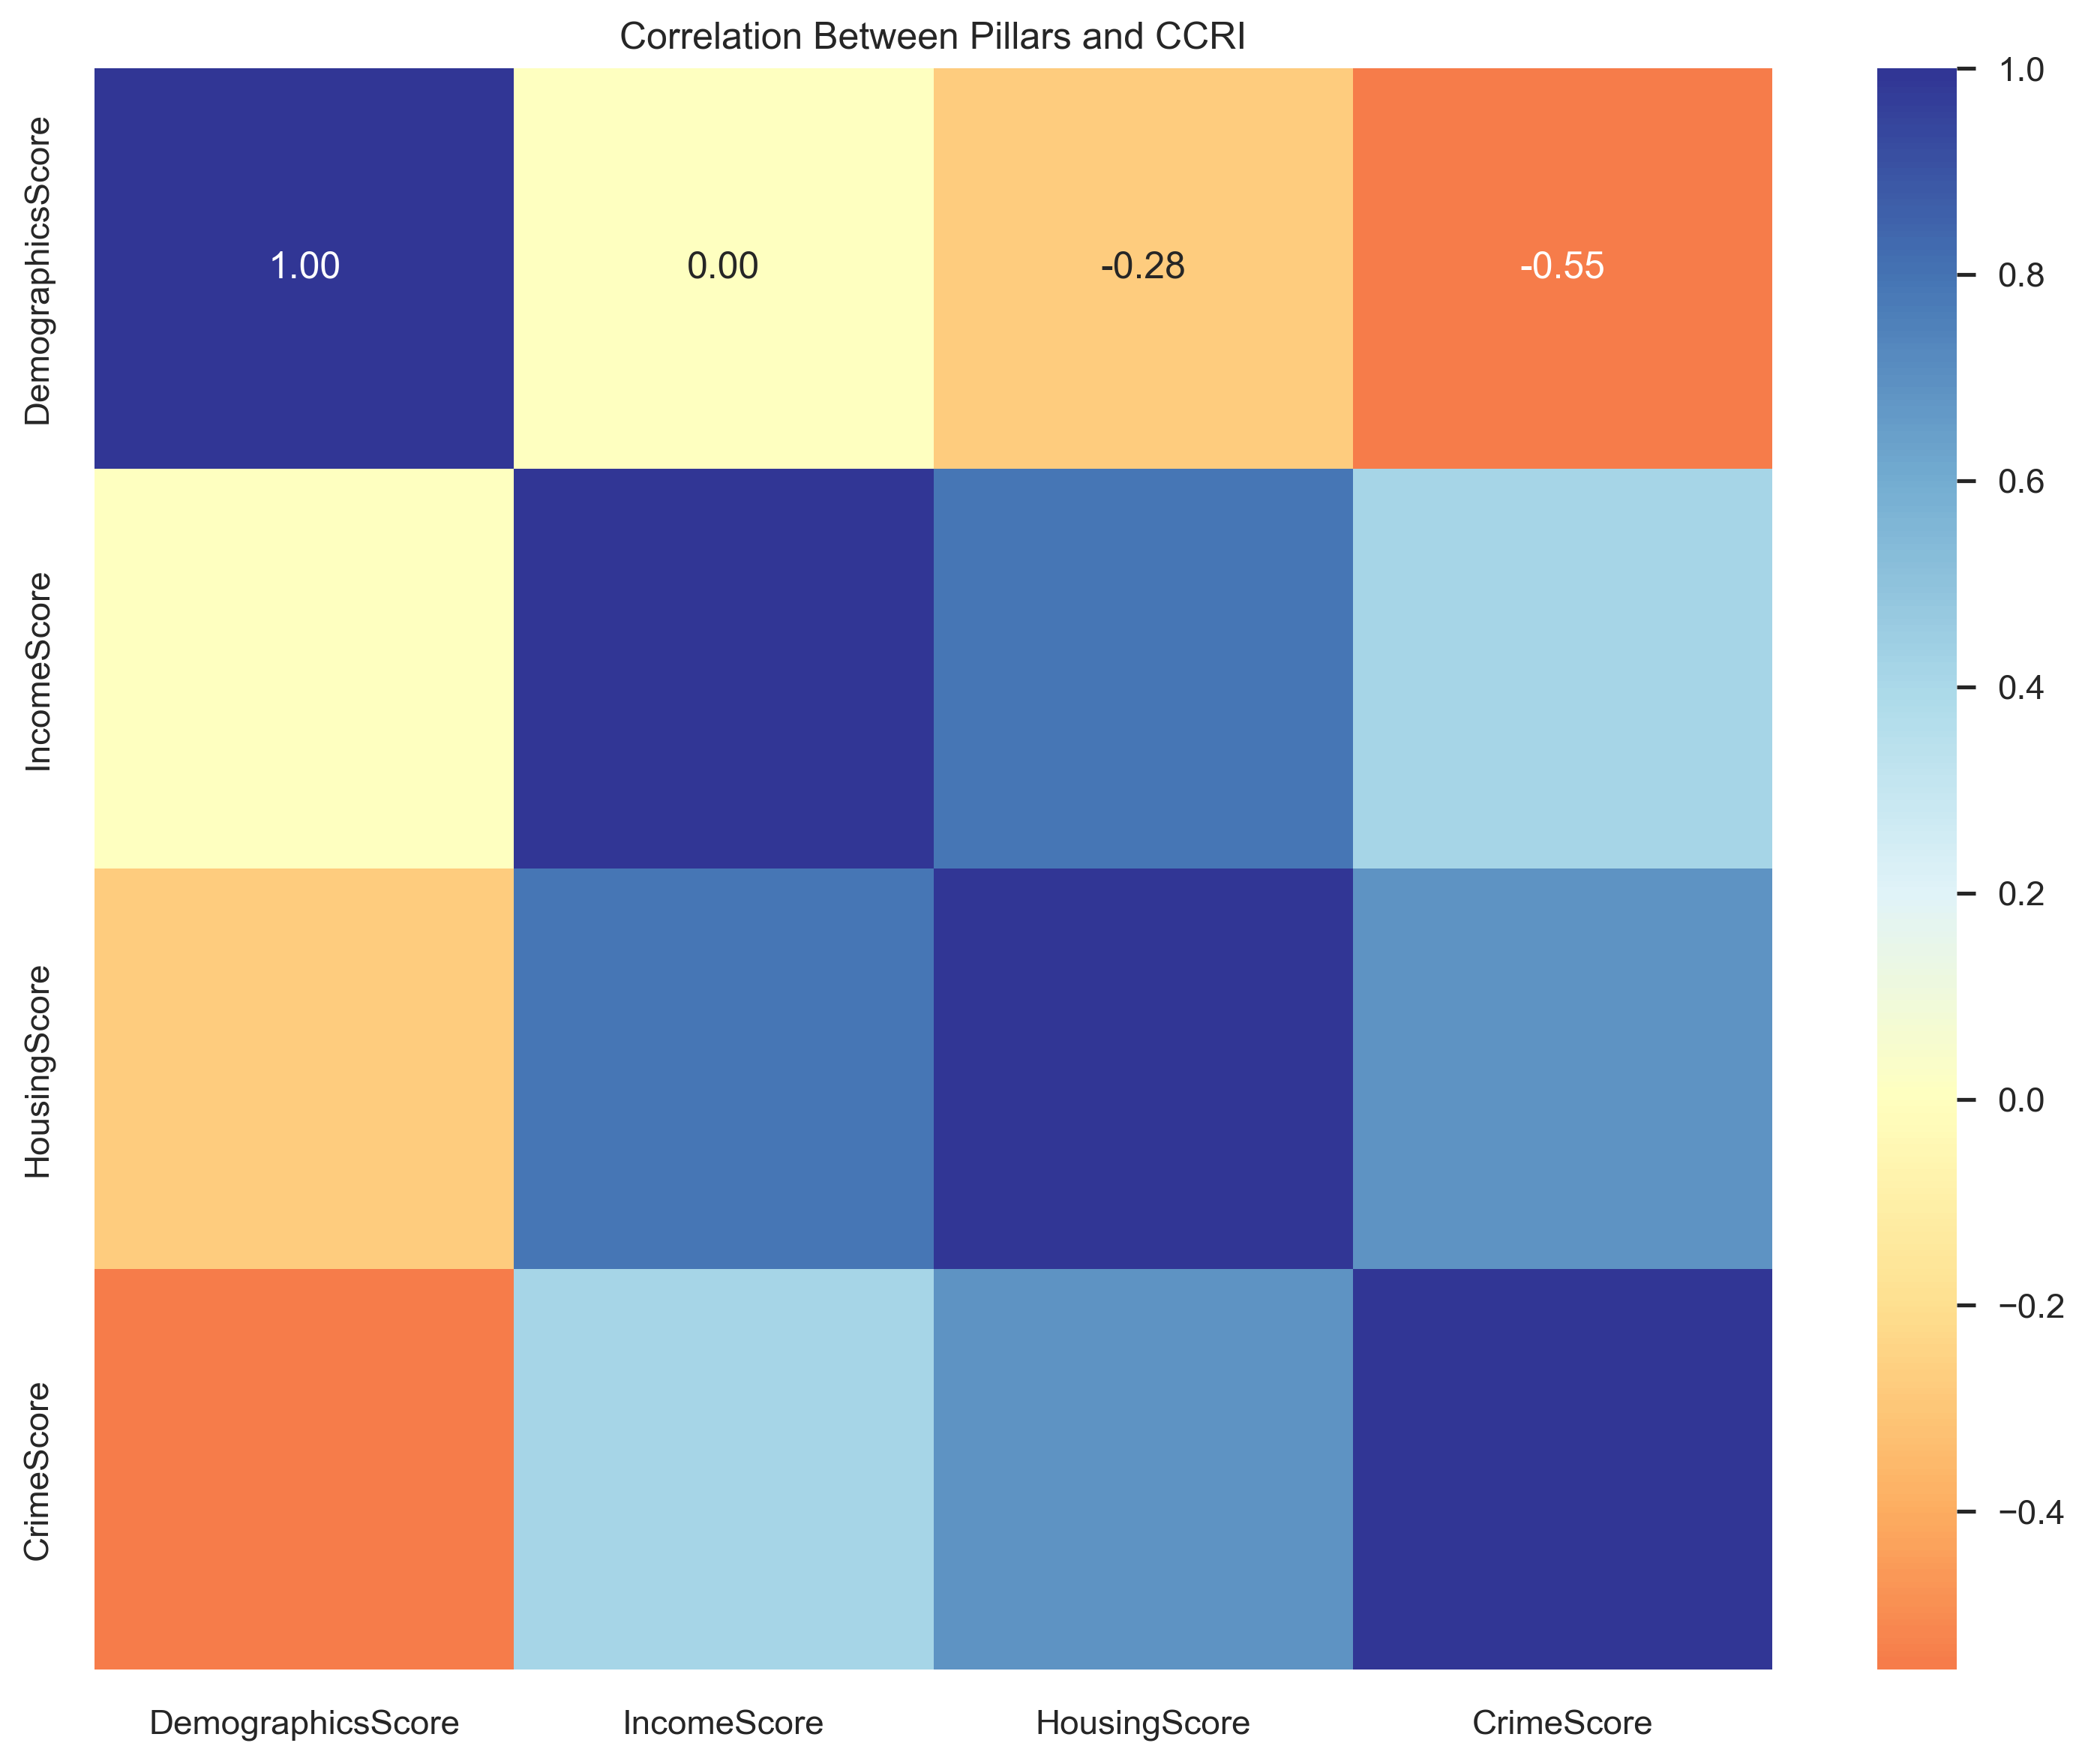 Correlation Between Pillars and CCRI
DemographicsScore
IncomeScore
HousingScore
CrimeScore
1.00 0.00 -0.28 -0.55
DemographicsScore IncomeScore HousingScore CrimeScore
1.0
0.8
0.6
0.4
0.2
0.0
−0.2
−0.4